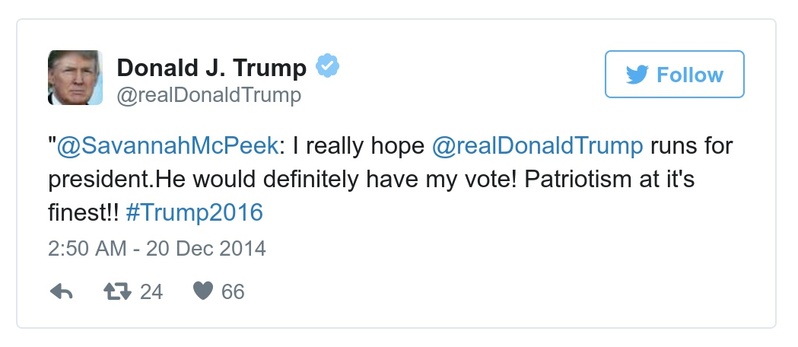 Donald J. Trump
@realDonaldTrump
Follow
"@SavannahMcPeek: I really hope @realDonaldTrump runs for
president.He would definitely have my vote! Patriotism at it's
finest!! #Trump2016
2:50 AM - 20 Dec 2014
24 66